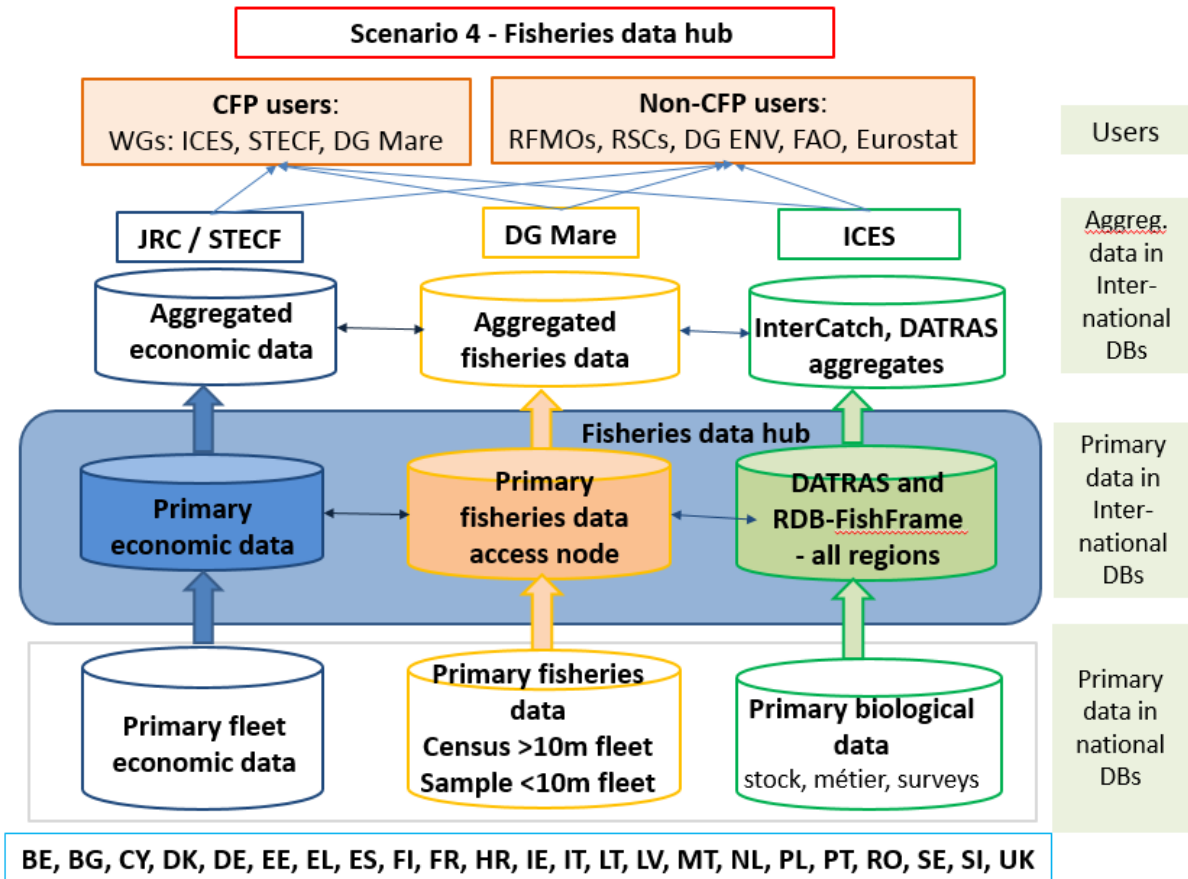 Scenario 4 - Fisheries data hub
CFP users:
WGs: ICES, STECF, DG Mare
Non-CFP users:
RFMOs, RSCs, DG ENV, FAO, Eurostat
Users
JRC / STECF
DG Mare
ICES
Aggregated
economic data
Aggregated
fisheries data
InterCatch, DATRAS
aggregates
Aggreg.
data in
Inter-
national
DBs
Fisheries data hub
Primary
economic data
Primary
fisheries data
access node
DATRAS and
RDB-FishFrame
- all regions
Primary
data in
Inter-
national
DBs
Primary fleet
economic data
Primary fisheries
data
Census >10m fleet
Sample <10m fleet
Primary biological
data
stock, métier, surveys
Primary
data in
national
DBs
BE, BG, CY, DK, DE, EE, EL, ES, FI, FR, HR, IE, IT, LT, LV, MT, NL, PL, PT, RO, SE, SI, UK